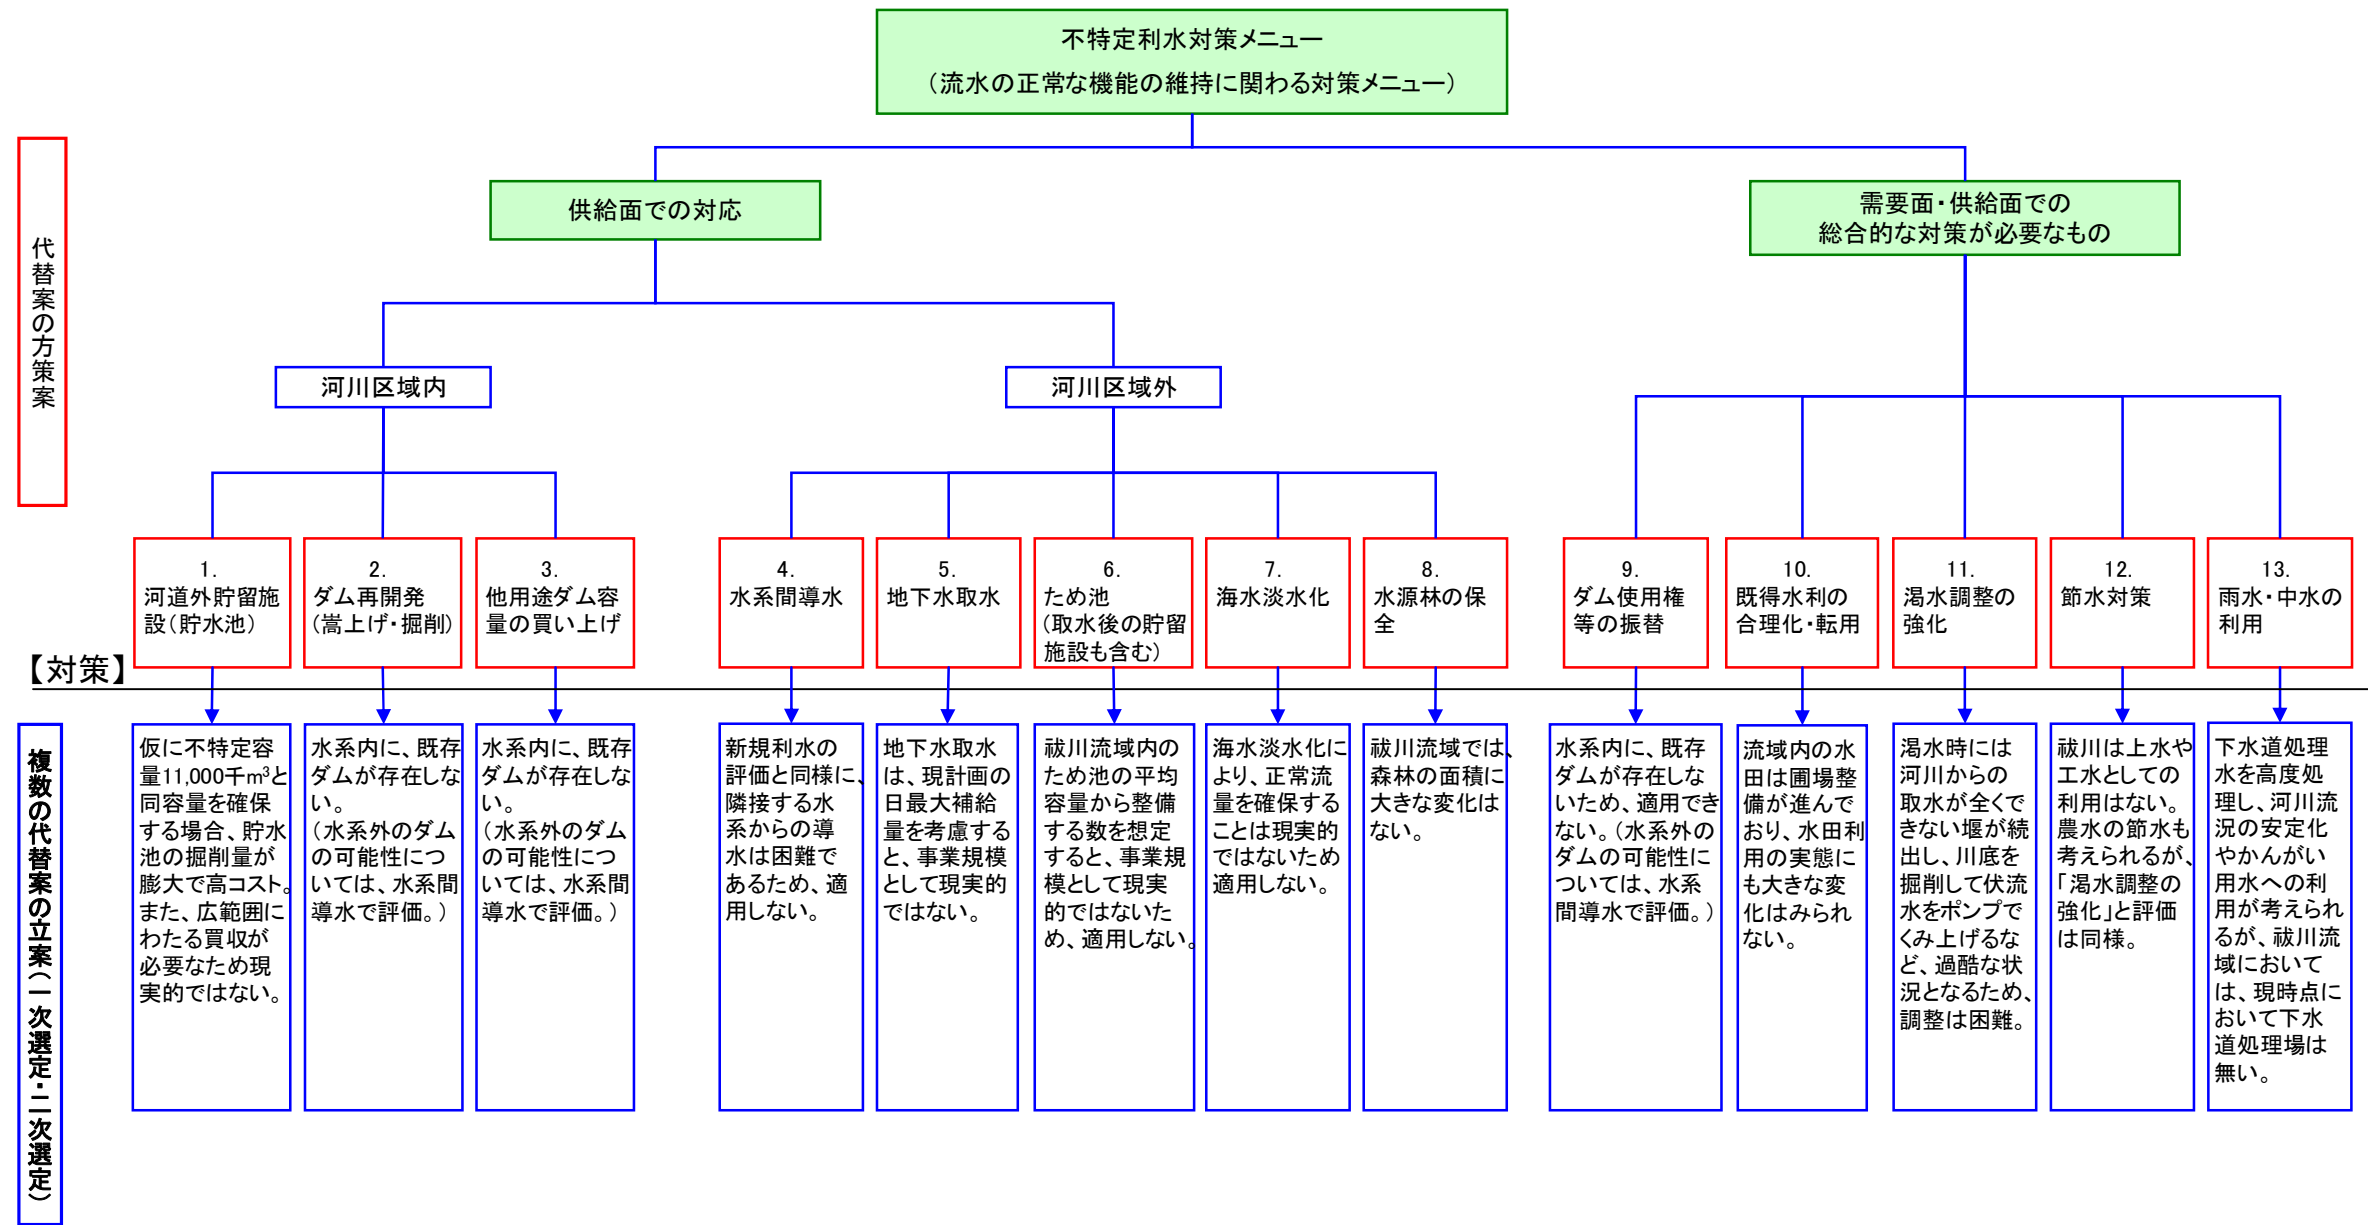 不特定利水対策メニュー
（流水の正常な機能の維持に関わる対策メニュー）
代替案の方策案
供給面での対応
需要面・供給面での
総合的な対策が必要なもの
河川区域内
河川区域外
1.
河道外貯留施
設（貯水池）
2.
ダム再開発
（嵩上げ・掘削）
3.
他用途ダム容
量の買い上げ
4.
水系間導水
5.
地下水取水
6.
ため池
（取水後の貯留
施設も含む）
7.
海水淡水化
8.
水源林の保
全
9.
ダム使用権
等の振替
10.
既得水利の
合理化・転用
11.
渇水調整の
強化
12.
節水対策
13.
雨水・中水の
利用
【対策】
複数の代替案の立案（一次選定・二次選定）
仮に不特定容
量11,000千m³と
同容量を確保
する場合、貯水
池の掘削量が
膨大で高コスト。
また、広範囲に
わたる買収が
必要なため現
実的ではない。
水系内に、既存
ダムが存在しな
い。
（水系外のダム
の可能性につ
いては、水系間
導水で評価。）
水系内に、既存
ダムが存在しな
い。
（水系外のダム
の可能性につ
いては、水系間
導水で評価。）
新規利水の
評価と同様に、
隣接する水
系からの導
水は困難で
あるため、適
用しない。
地下水取水
は、現計画の
日最大補給
量を考慮する
と、事業規模
として現実的
ではない。
祓川流域内の
ため池の平均
容量から整備
する数を想定
すると、事業規
模として現実
的ではないた
め、適用しない。
海水淡水化に
より、正常流
量を確保する
ことは現実的
ではないため
適用しない。
祓川流域では、
森林の面積に
大きな変化は
ない。
水系内に、既存
ダムが存在しな
いため、適用でき
ない。（水系外の
ダムの可能性に
ついては、水系
間導水で評価。）
流域内の水
田は圃場整
備が進んで
おり、水田利
用の実態に
も大きな変
化はみられ
ない。
渇水時には
河川からの
取水が全くで
きない堰が続
出し、川底を
掘削して伏流
水をポンプで
くみ上げるな
ど、過酷な状
況となるため、
調整は困難。
祓川は上水や
工水としての
利用はない。
農水の節水も
考えられるが、
「渇水調整の
強化」と評価
は同様。
下水道処理
水を高度処
理し、河川流
況の安定化
やかんがい
用水への利
用が考えられ
るが、祓川流
域において
は、現時点に
おいて下水
道処理場は
無い。